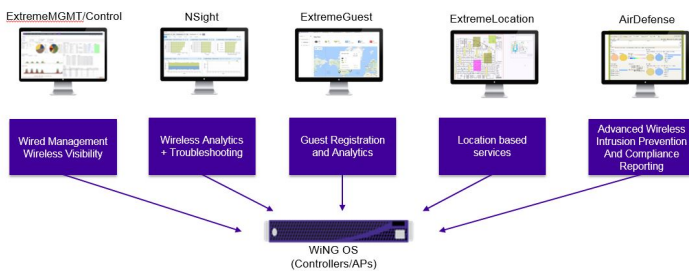 ExtremeMGMT/Control
NSight
ExtremeGuest
ExtremeLocation
AirDefense
Wired Management
Wireless Visibility
Wireless Analytics
+ Troubleshooting
Guest Registration
and Analytics
Location based
services
Advanced Wireless
Intrusion Prevention
And Compliance
Reporting
WiNG OS
(Controllers/APs)